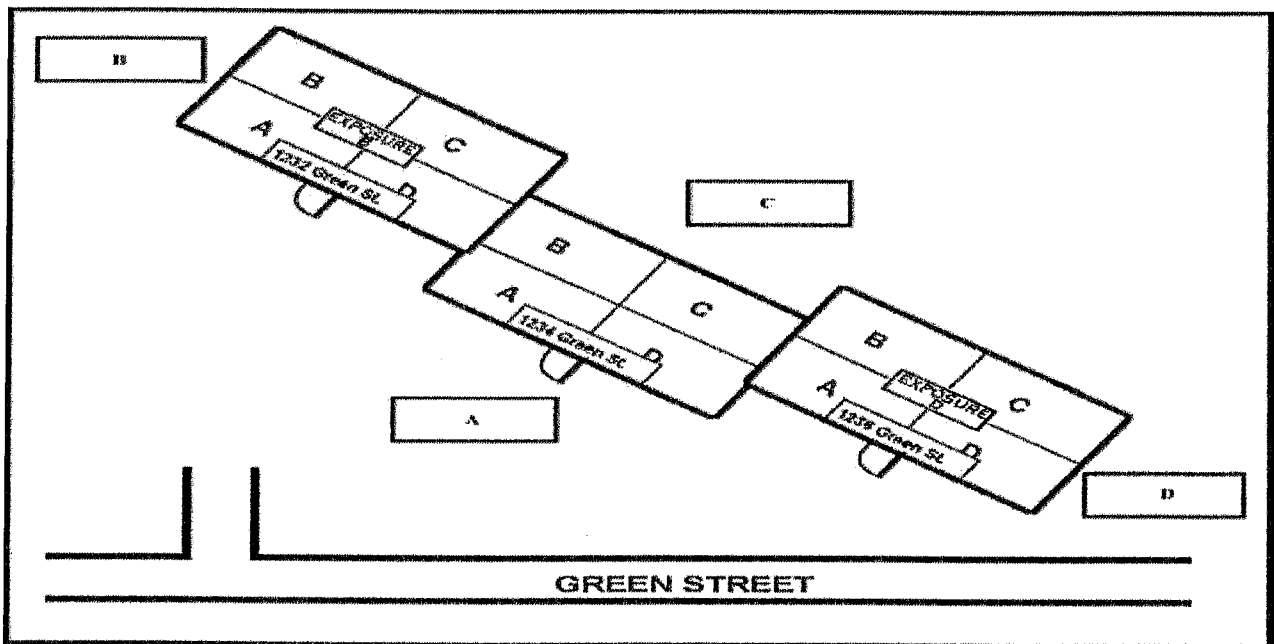 B
B
C
EXPOSURE
B
A
D
1232 Green St.
C
B
C
A
D
1234 Green St.
B
C
EXPOSURE
D
A
D
1236 Green St.
A
D
GREEN STREET